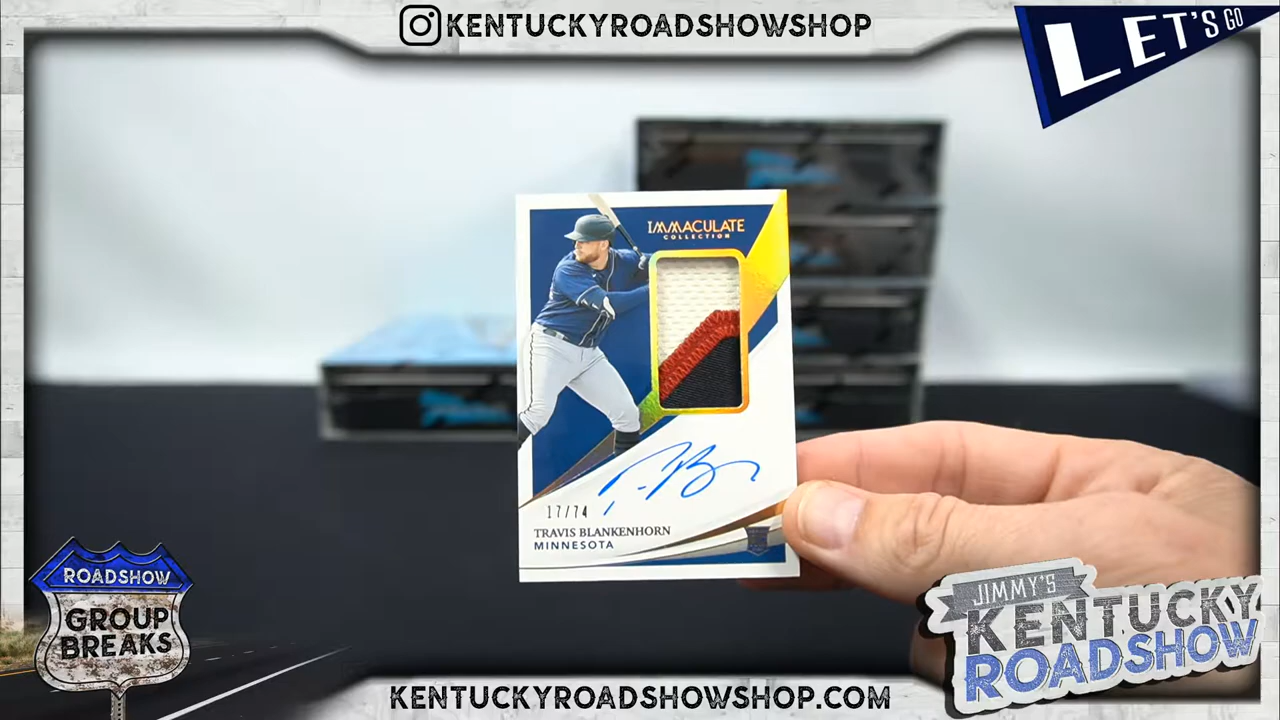 KENTUCKYROADSHOWSHOP
LET'S GO
IMMACULATE
COLLECTION
17/74
TRAVIS BLANKENHORN
MINNESOTA
ROADSHOW
GROUP
BREAKS
JIMMY'S
KENTUCKY
ROADSHOW
KENTUCKYROADSHOWSHOP.COM